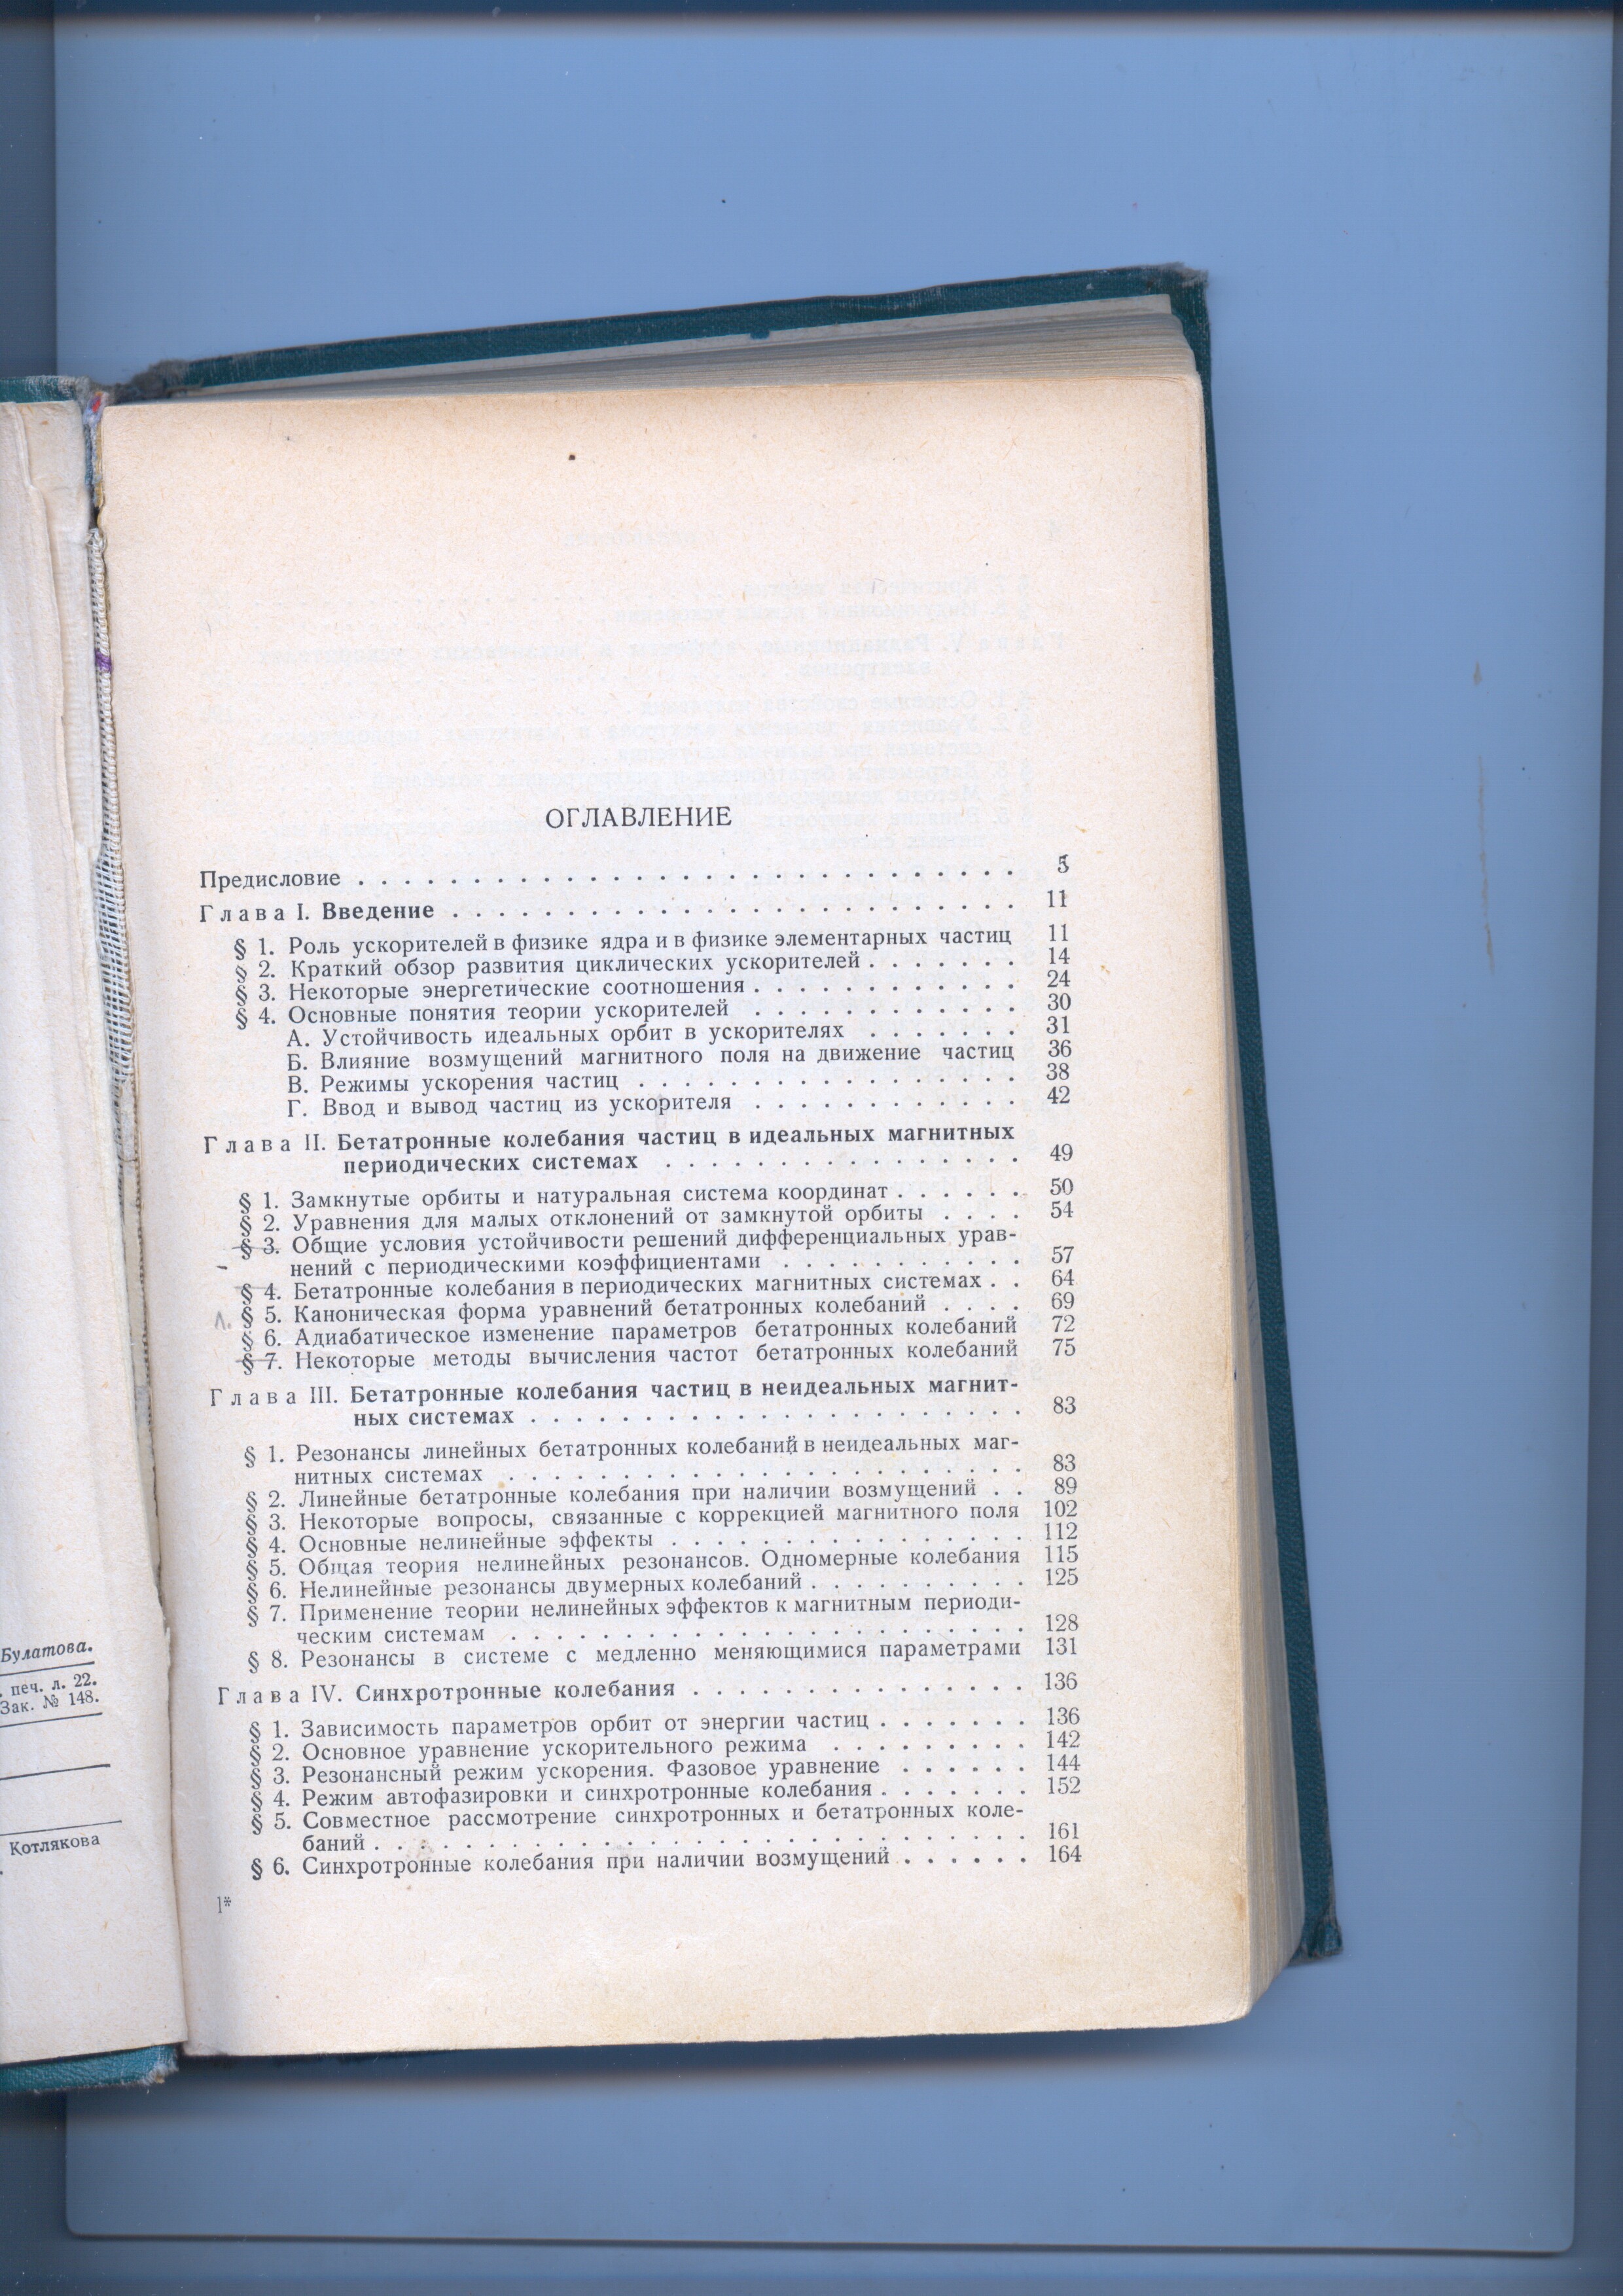 ОГЛАВЛЕНИЕ
Предисловие . . . . . . . . . . . . . . . . . . . . . . 5
Глава I. Введение . . . . . . . . . . . . . . . . . . . 11
§ 1. Роль ускорителей в физике ядра и в физике элементарных частиц 11
§ 2. Краткий обзор развития циклических ускорителей . . . . . . . 14
§ 3. Некоторые энергетические соотношения . . . . . . . . . . . . 24
§ 4. Основные понятия теории ускорителей . . . . . . . . . . . . 30
А. Устойчивость идеальных орбит в ускорителях . . . . . . . 31
Б. Влияние возмущений магнитного поля на движение частиц 36
В. Режимы ускорения частиц . . . . . . . . . . . . . . . . . 38
Г. Ввод и вывод частиц из ускорителя . . . . . . . . . . . . 42
Глава II. Бетатронные колебания частиц в идеальных магнитных
периодических системах . . . . . . . . . . . . . . . . 49
§ 1. Замкнутые орбиты и натуральная система координат . . . . . . 50
§ 2. Уравнения для малых отклонений от замкнутой орбиты . . . . 54
§ 3. Общие условия устойчивости решений дифференциальных урав-
нений с периодическими коэффициентами . . . . . . . . . . . 57
§ 4. Бетатронные колебания в периодических магнитных системах . . 64
§ 5. Каноническая форма уравнений бетатронных колебаний . . . . 69
§ 6. Адиабатическое изменение параметров бетатронных колебаний 72
§ 7. Некоторые методы вычисления частот бетатронных колебаний 75
Глава III. Бетатронные колебания частиц в неидеальных магнит-
ных системах . . . . . . . . . . . . . . . . . . . . . . 83
§ 1. Резонансы линейных бетатронных колебаний в неидеальных маг-
нитных системах . . . . . . . . . . . . . . . . . . . . . . . 83
§ 2. Линейные бетатронные колебания при наличии возмущений . . 89
§ 3. Некоторые вопросы, связанные с коррекцией магнитного поля 102
§ 4. Основные нелинейные эффекты . . . . . . . . . . . . . . . . 112
§ 5. Общая теория нелинейных резонансов. Одномерные колебания 115
§ 6. Нелинейные резонансы двумерных колебаний . . . . . . . . . . 125
§ 7. Применение теории нелинейных эффектов к магнитным периоди-
ческим системам . . . . . . . . . . . . . . . . . . . . . . . 128
§ 8. Резонансы в системе с медленно меняющимися параметрами 131
Глава IV. Синхротронные колебания . . . . . . . . . . . . . . . 136
§ 1. Зависимость параметров орбит от энергии частиц . . . . . . . 136
§ 2. Основное уравнение ускорительного режима . . . . . . . . . 142
§ 3. Резонансный режим ускорения. Фазовое уравнение . . . . . . 144
§ 4. Режим автофазировки и синхротронные колебания . . . . . . . 152
§ 5. Совместное рассмотрение синхротронных и бетатронных коле-
баний . . . . . . . . . . . . . . . . . . . . . . . . . . . . . 161
§ 6. Синхротронные колебания при наличии возмущений . . . . . . 164
1*
Булатова.
печ. л. 22.
Зак. № 148.
Котлякова